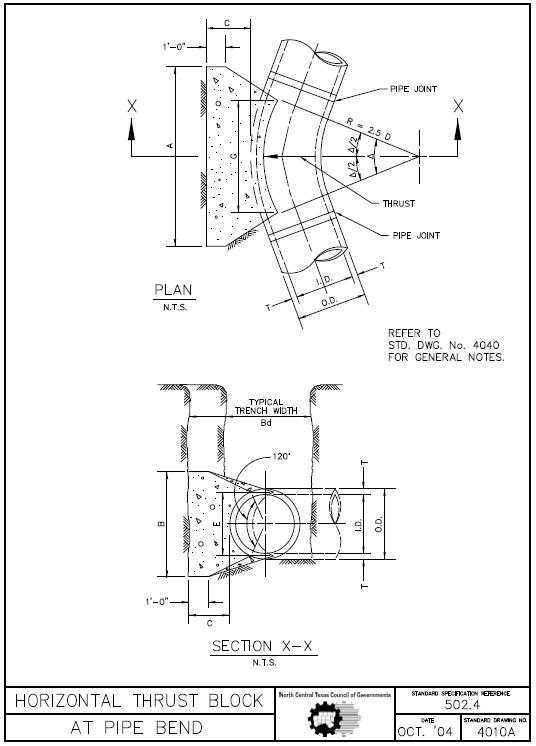 C
1'-0"
X
X
PIPE JOINT
R = 2.5 D
A
G
Δ/2
Δ/2
Δ
THRUST
PIPE JOINT
T
I.D.
O.D.
T
PLAN
N.T.S.
REFER TO
STD. DWG. No. 4040
FOR GENERAL NOTES.
TYPICAL
TRENCH WIDTH
Bd
120°
T
B
E
I.D.
O.D.
T
1'-0"
C
SECTION X-X
N.T.S.
HORIZONTAL THRUST BLOCK
AT PIPE BEND
North Central Texas Council of Governments
STANDARD SPECIFICATION REFERENCE
502.4
DATE
OCT. '04
STANDARD DRAWING NO.
4010A